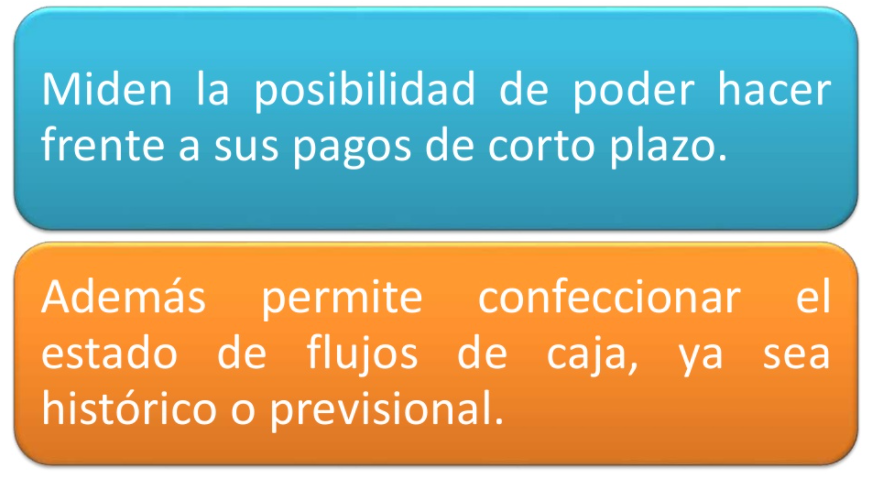 Miden la posibilidad de poder hacer
frente a sus pagos de corto plazo.
Además permite confeccionar el
estado de flujos de caja, ya sea
histórico o previsional.